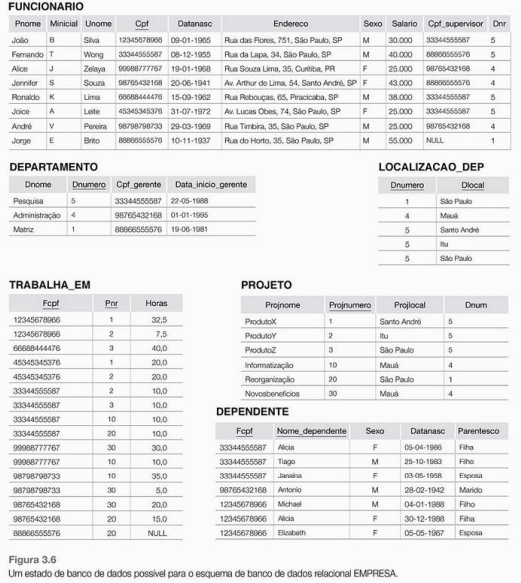 FUNCIONARIO
Pnome Minicial Unome Cpf Datanasc Endereco Sexo Salario Cpf_supervisor Dnr
João B Silva 12345678966 09-01-1965 Rua das Flores, 751, São Paulo, SP M 30.000 33344555587 5
Fernando T Wong 33344555587 08-12-1955 Rua da Lapa, 34, São Paulo, SP M 40.000 88866555576 5
Alice J Zelaya 99988777767 19-01-1968 Rua Souza Lima, 35, Curitiba, PR F 25.000 98765432168 4
Jennifer S Souza 98765432168 20-06-1941 Av. Arthur de Lima, 54, Santo André, SP F 43.000 88866555576 4
Ronaldo K Lima 66688444476 15-09-1962 Rua Rebouças, 65, Piracicaba, SP M 38.000 33344555587 5
Joice A Leite 45345345376 31-07-1972 Av. Lucas Obes, 74, São Paulo, SP F 25.000 33344555587 5
André V Pereira 98798798733 29-03-1969 Rua Timbira, 35, São Paulo, SP M 25.000 98765432168 4
Jorge E Brito 88866555576 10-11-1937 Rua do Horto, 35, São Paulo, SP M 55.000 NULL 1
DEPARTAMENTO
Dnome Dnumero Cpf_gerente Data_inicio_gerente
Pesquisa 5 33344555587 22-05-1988
Administração 4 98765432168 01-01-1995
Matriz 1 88866555576 19-06-1981
LOCALIZACAO_DEP
Dnumero Dlocal
1 São Paulo
4 Mauá
5 Santo André
5 Itu
5 São Paulo
TRABALHA_EM
Fcpf Pnr Horas
12345678966 1 32,5
12345678966 2 7,5
66688444476 3 40,0
45345345376 1 20,0
45345345376 2 20,0
33344555587 2 10,0
33344555587 3 10,0
33344555587 10 10,0
33344555587 20 10,0
99988777767 30 30,0
99988777767 10 10,0
98798798733 10 35,0
98798798733 30 5,0
98765432168 30 20,0
98765432168 20 15,0
88866555576 20 NULL
PROJETO
Projnome Projnumero Projlocal Dnum
ProdutoX 1 Santo André 5
ProdutoY 2 Itu 5
ProdutoZ 3 São Paulo 5
Informatização 10 Mauá 4
Reorganização 20 São Paulo 1
Novosbenefícios 30 Mauá 4
DEPENDENTE
Fcpf Nome_dependente Sexo Datanasc Parentesco
33344555587 Alicia F 05-04-1986 Filha
33344555587 Tiago M 25-10-1983 Filho
33344555587 Janaína F 03-05-1958 Esposa
98765432168 Antonio M 28-02-1942 Marido
12345678966 Michael M 04-01-1988 Filho
12345678966 Alicia F 30-12-1988 Filha
12345678966 Elizabeth F 05-05-1967 Esposa
Figura 3.6
Um estado de banco de dados possível para o esquema de banco de dados relacional EMPRESA.